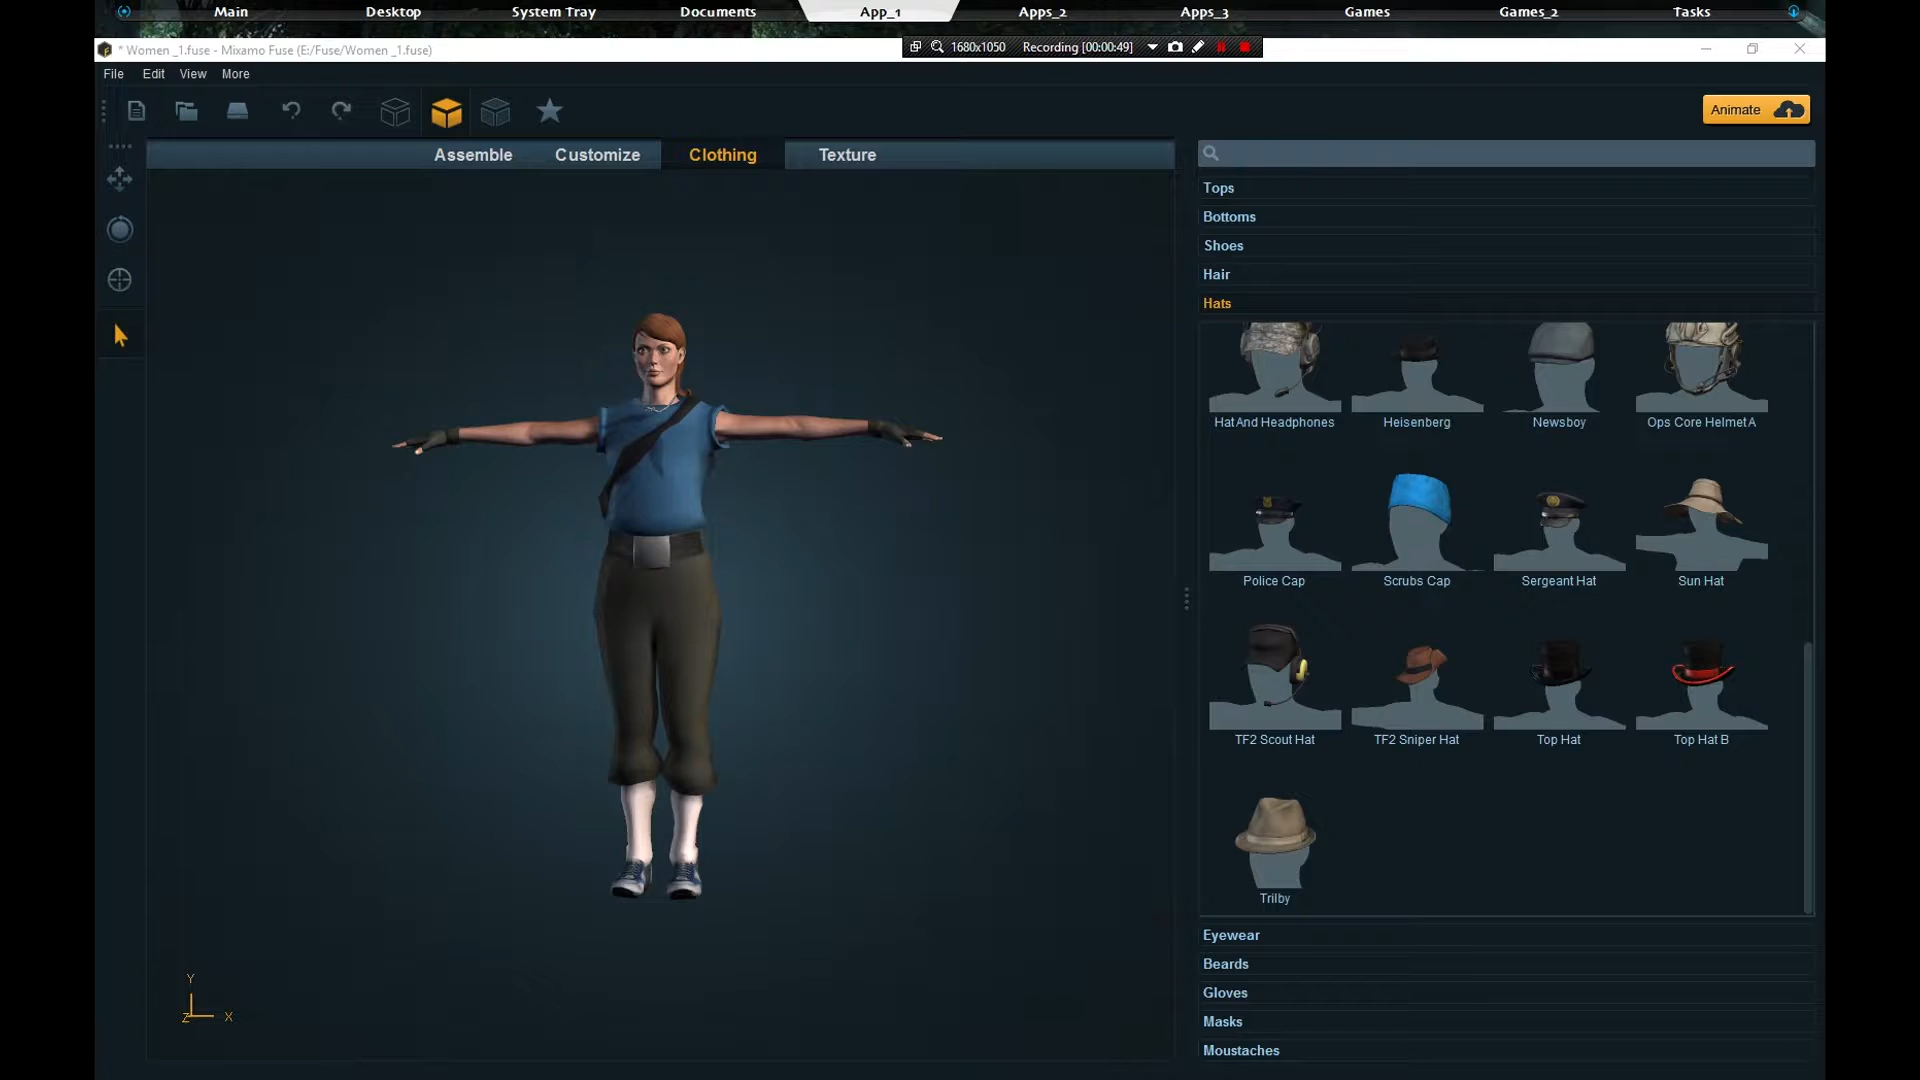 Main Desktop System Tray Documents App_1 Apps_2 Apps_3 Games Games_2 Tasks
* Women _1.fuse - Mixamo Fuse (E:/Fuse/Women _1.fuse)
1680x1050 Recording [00:00:49]
File Edit View More
Animate
Assemble Customize Clothing Texture
Tops
Bottoms
Shoes
Hair
Hats
Hat And Headphones Heisenberg Newsboy Ops Core Helmet A
Police Cap Scrubs Cap Sergeant Hat Sun Hat
TF2 Scout Hat TF2 Sniper Hat Top Hat Top Hat B
Trilby
Eyewear
Beards
Gloves
Masks
Moustaches
Y
Z X